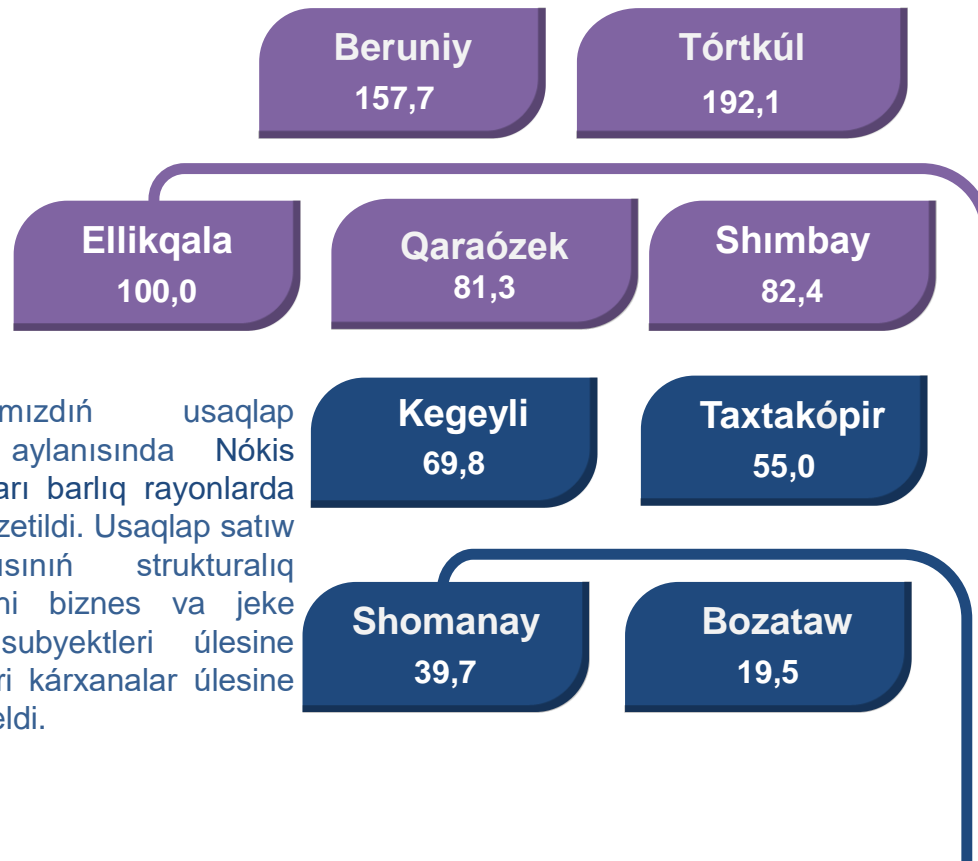 Beruniy
157,7
Tórtkúl
192,1
Ellikqala
100,0
Qaraózek
81,3
Shımbay
82,4
mızdıń usaqlap
aylanısında Nókis
arı barlıq rayonlarda
zetildi. Usaqlap satıw
sınıń strukturalıq
ni biznes va jeke
subyektleri úlesine
ri kárxanalar úlesine
eldi.
Kegeyli
69,8
Taxtakópir
55,0
Shomanay
39,7
Bozataw
19,5